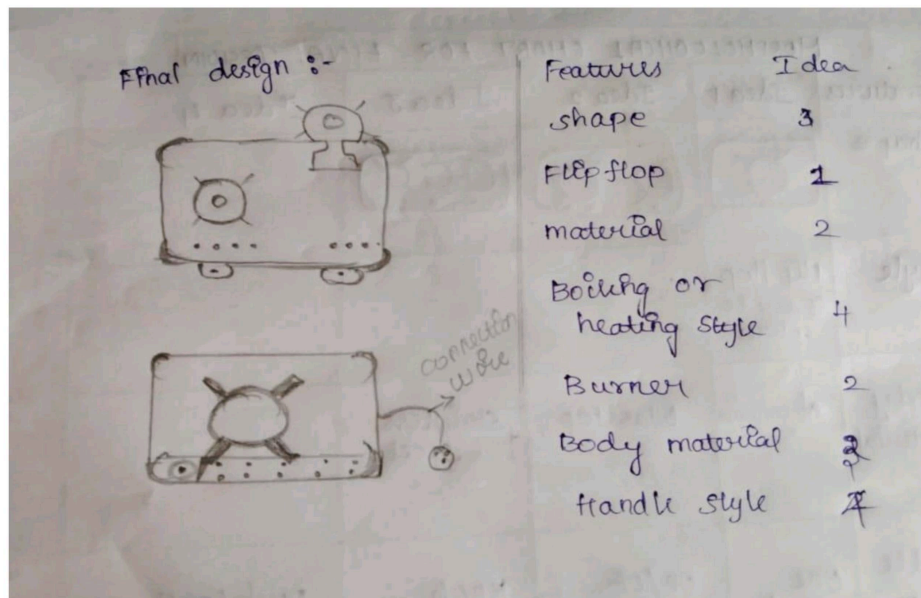 Final design :-
Features Idea
shape 3
Flip flop 1
material 2
Boiling or
heating style 4
Burner 2
Body material
Handle style
connection
wire